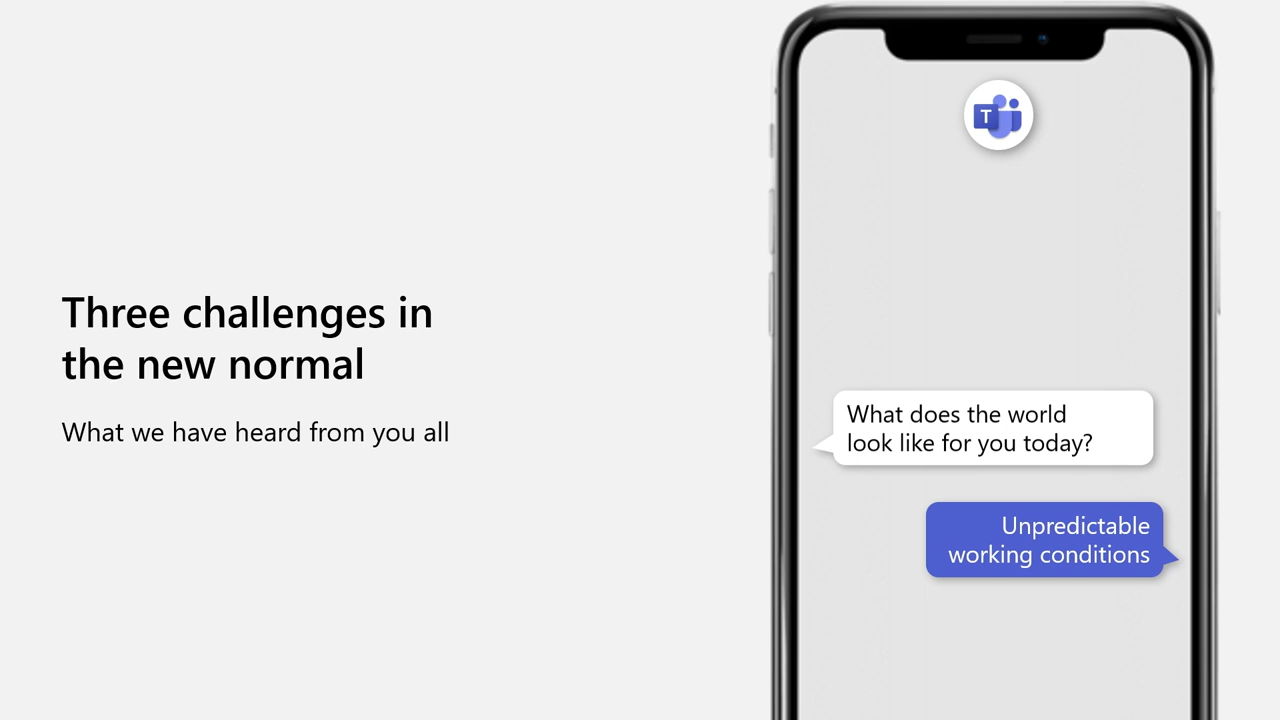 Three challenges in
the new normal
What we have heard from you all
T
What does the world
look like for you today?
Unpredictable
working conditions